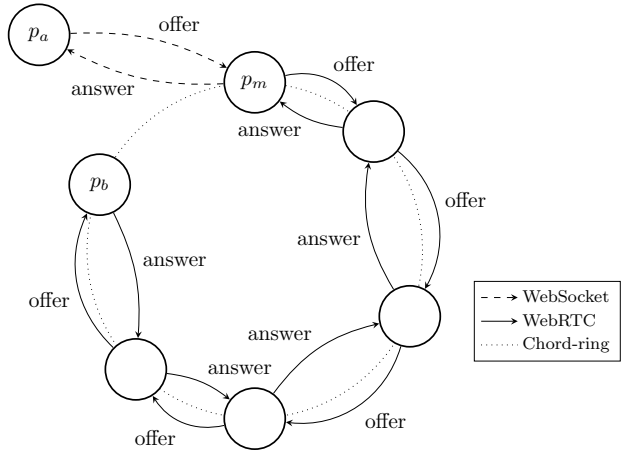 offer
p_a
offer
p_m
answer
answer
p_b
offer
answer
answer
offer
WebSocket
answer
WebRTC
Chord-ring
answer
offer
offer